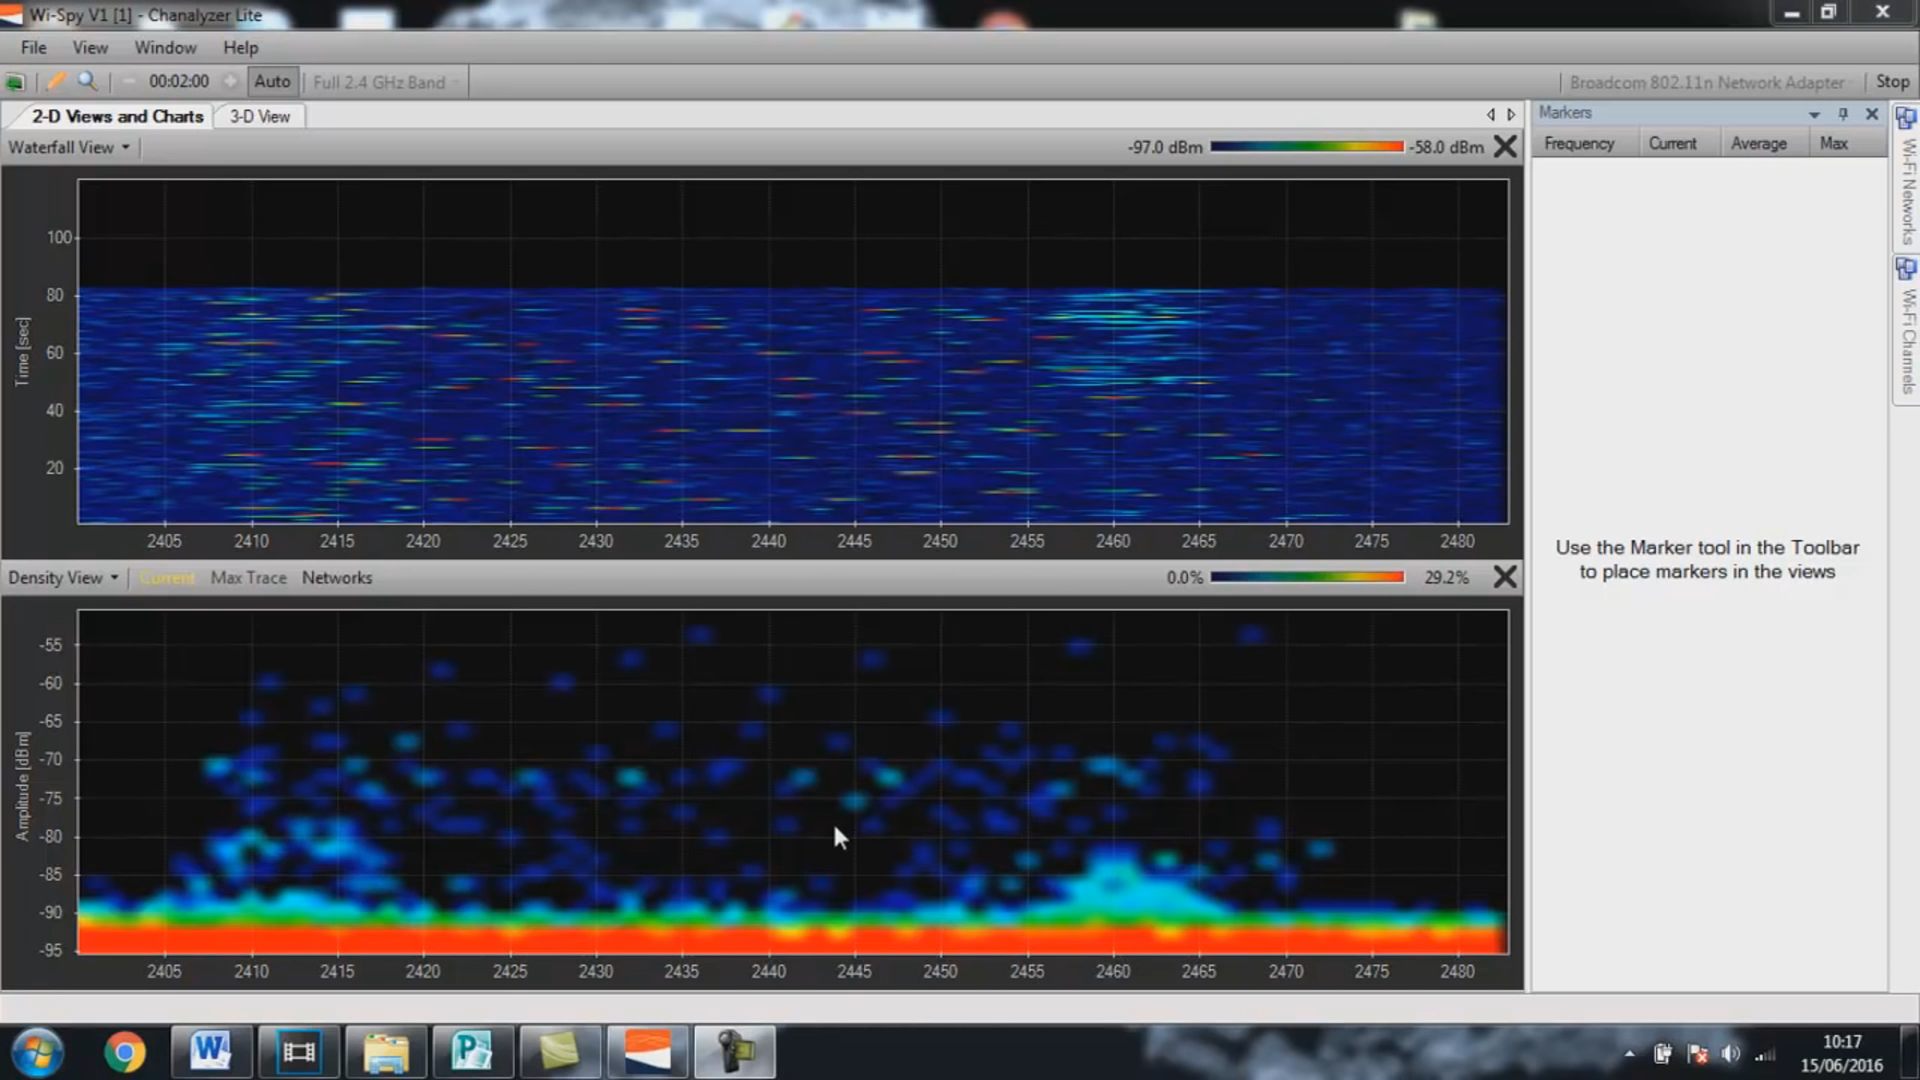 Wi-Spy V1 [1] - Chanalyzer Lite
File View Window Help
00:02:00 Auto Full 2.4 GHz Band Broadcom 802.11n Network Adapter Stop
2-D Views and Charts 3-D View
Waterfall View -97.0 dBm -58.0 dBm
Time [sec]
100
80
60
40
20
2405 2410 2415 2420 2425 2430 2435 2440 2445 2450 2455 2460 2465 2470 2475 2480
Density View Current Max Trace Networks 0.0% 29.2%
Amplitude [dBm]
-55
-60
-65
-70
-75
-80
-85
-90
-95
2405 2410 2415 2420 2425 2430 2435 2440 2445 2450 2455 2460 2465 2470 2475 2480
Markers
Frequency Current Average Max
Use the Marker tool in the Toolbar
to place markers in the views
Wi-Fi Networks
Wi-Fi Channels
10:17
15/06/2016